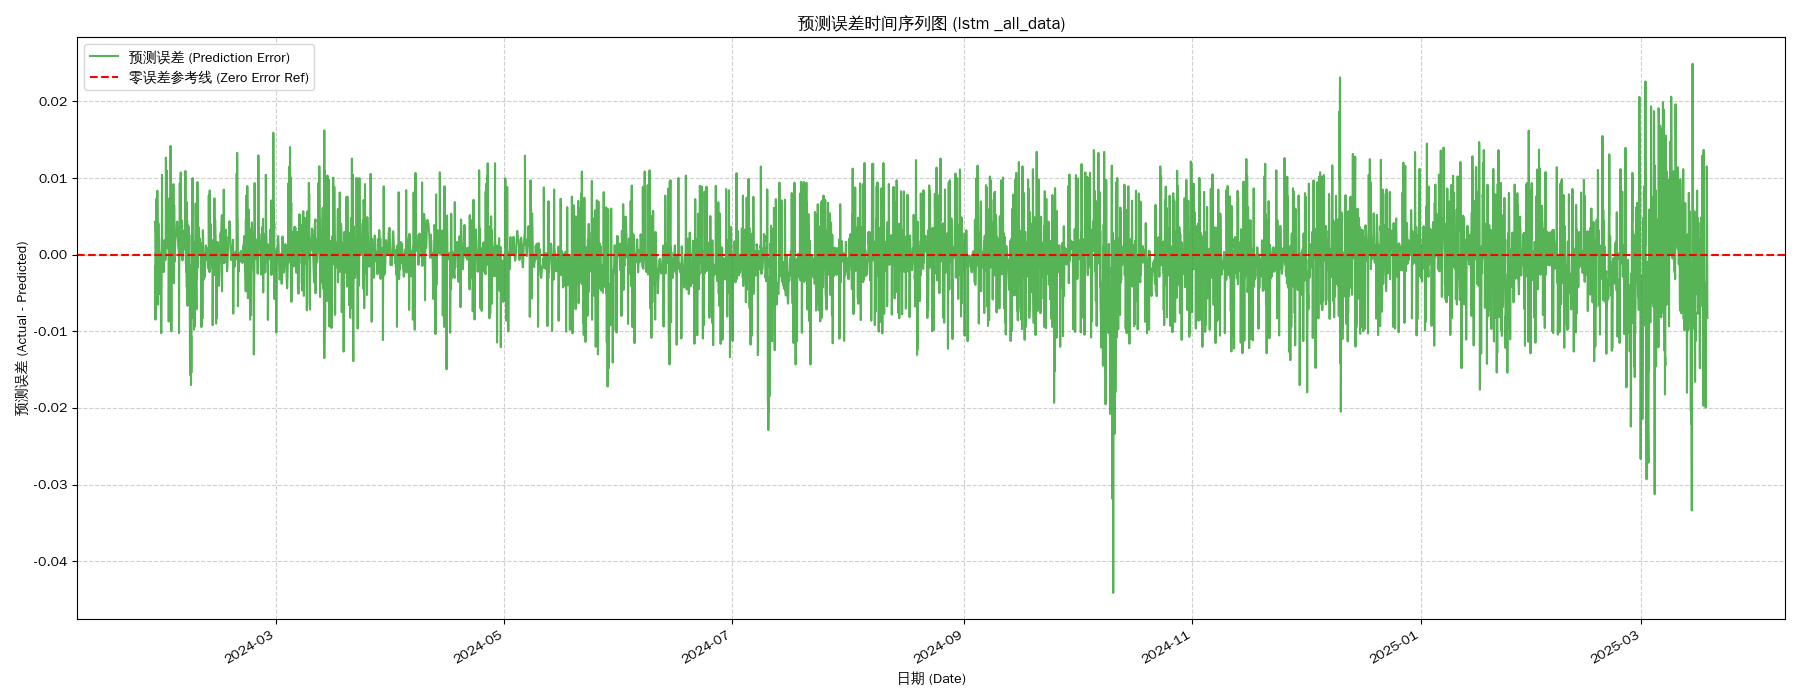 预测误差时间序列图 (lstm _all_data)
预测误差 (Prediction Error)
零误差参考线 (Zero Error Ref)
预测误差 (Actual - Predicted)
0.02
0.01
0.00
-0.01
-0.02
-0.03
-0.04
2024-03
2024-05
2024-07
2024-09
2024-11
2025-01
2025-03
日期 (Date)